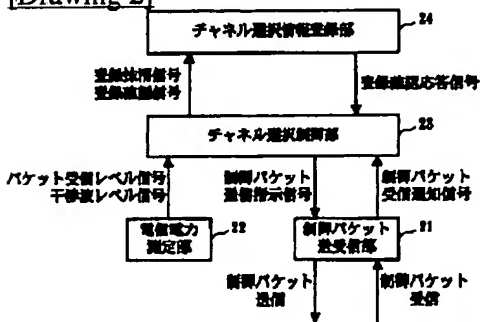 [Drawing 2]
チャネル選択情報登録部
24
登録抹消信号
登録確認信号
登録確認応答信号
チャネル選択制御部
23
パケット受信レベル信号
干渉波レベル信号
制御パケット
送信指示信号
制御パケット
受信通知信号
22
測定部
制御パケット
送受信部
21
制御パケット
送信
制御パケット
受信